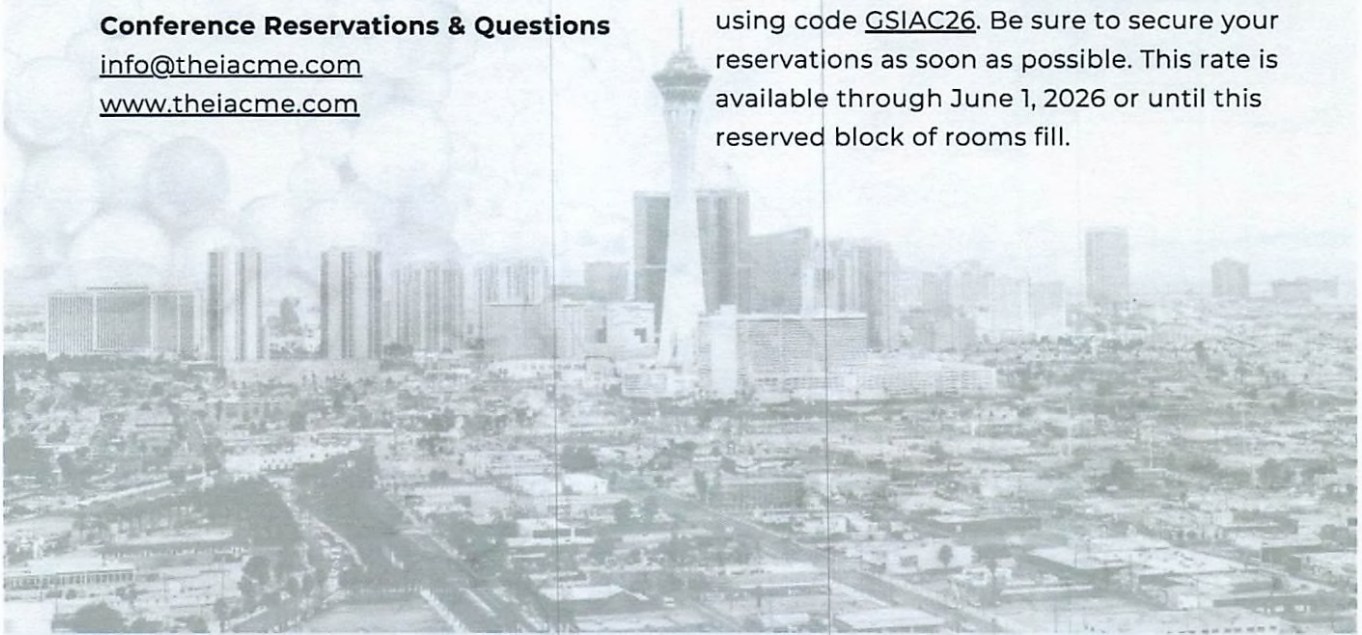 Conference Reservations & Questions
info@theiacme.com
www.theiacme.com
using code GSIAC26. Be sure to secure your
reservations as soon as possible. This rate is
available through June 1, 2026 or until this
reserved block of rooms fill.